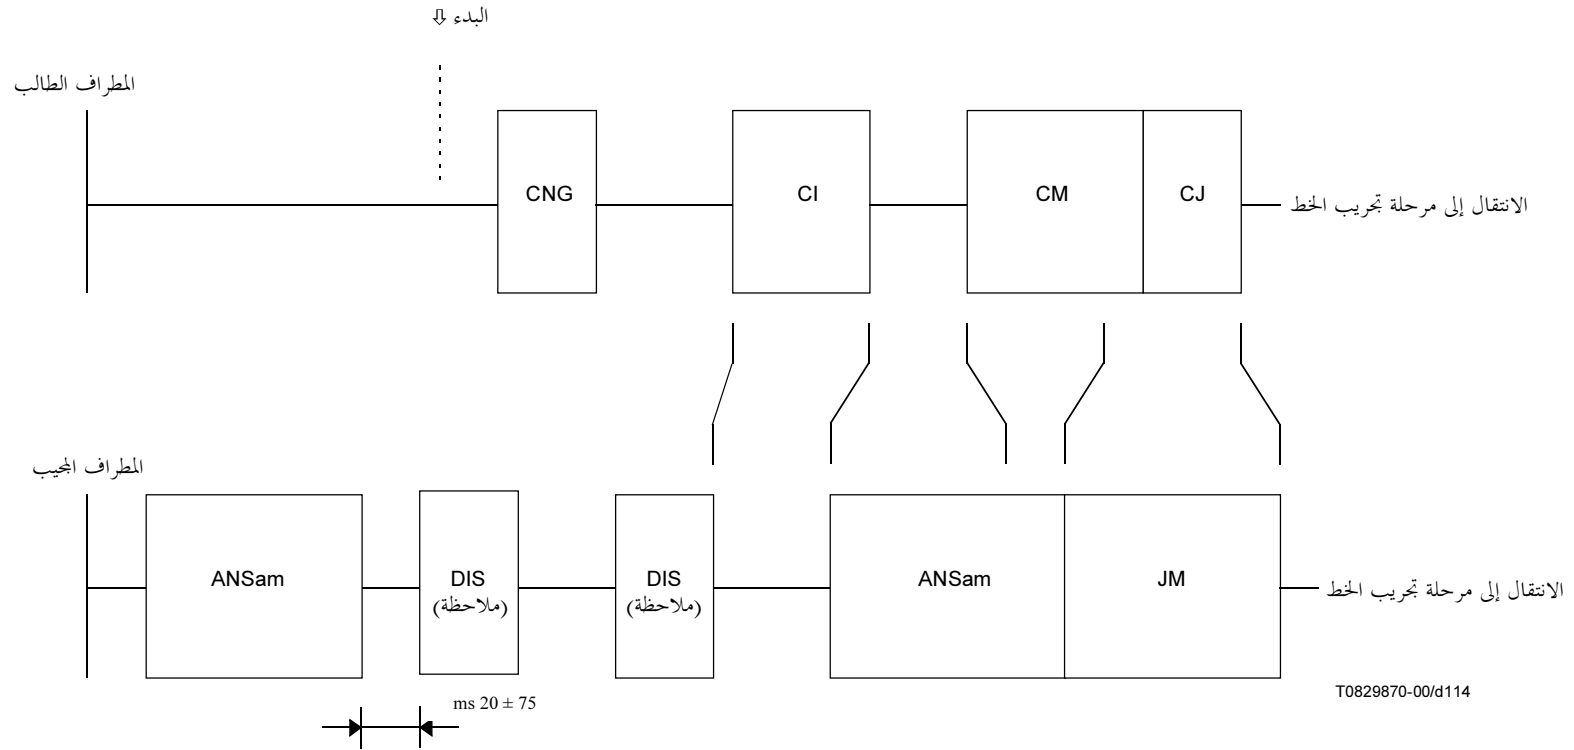 البدء ⇩
المطراف الطالب
CNG
CI
CM
CJ
الانتقال إلى مرحلة تجريب الخط
المطراف المجيب
ANSam
DIS
(ملاحظة)
DIS
(ملاحظة)
ANSam
JM
الانتقال إلى مرحلة تجريب الخط
ms 20 ± 75
T0829870-00/d114